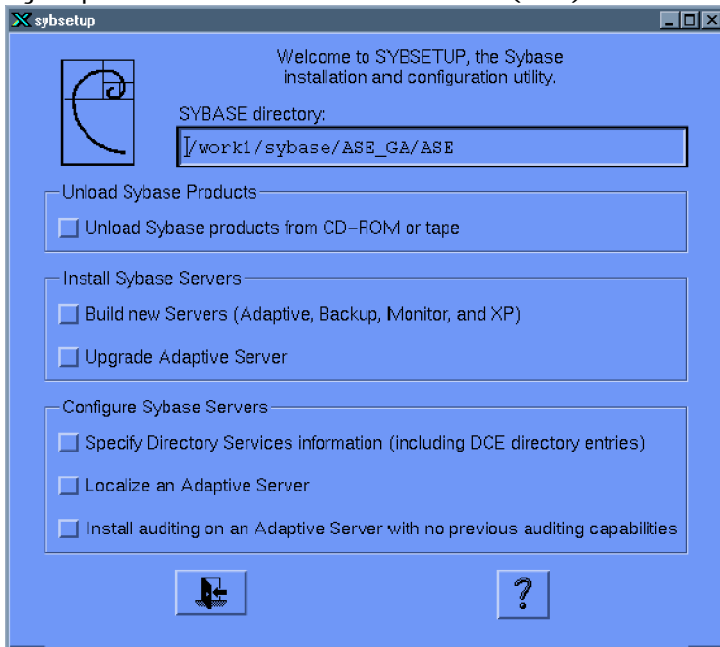 sybsetup
Welcome to SYBSETUP, the Sybase
installation and configuration utility.
SYBASE directory:
/work1/sybase/ASE_GA/ASE
Unload Sybase Products
Unload Sybase products from CD-ROM or tape
Install Sybase Servers
Build new Servers (Adaptive, Backup, Monitor, and XP)
Upgrade Adaptive Server
Configure Sybase Servers
Specify Directory Services information (including DCE directory entries)
Localize an Adaptive Server
Install auditing on an Adaptive Server with no previous auditing capabilities
?